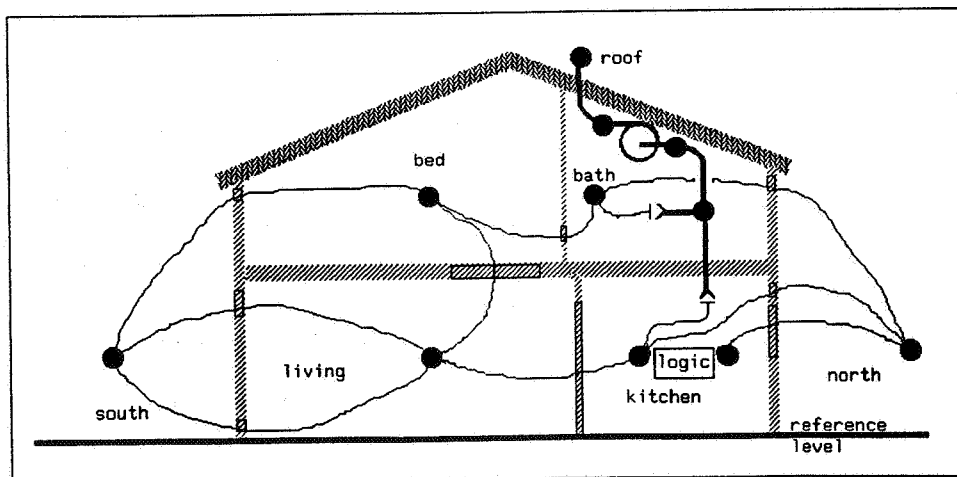 roof
bed
bath
living
logic
south
kitchen
north
reference
level